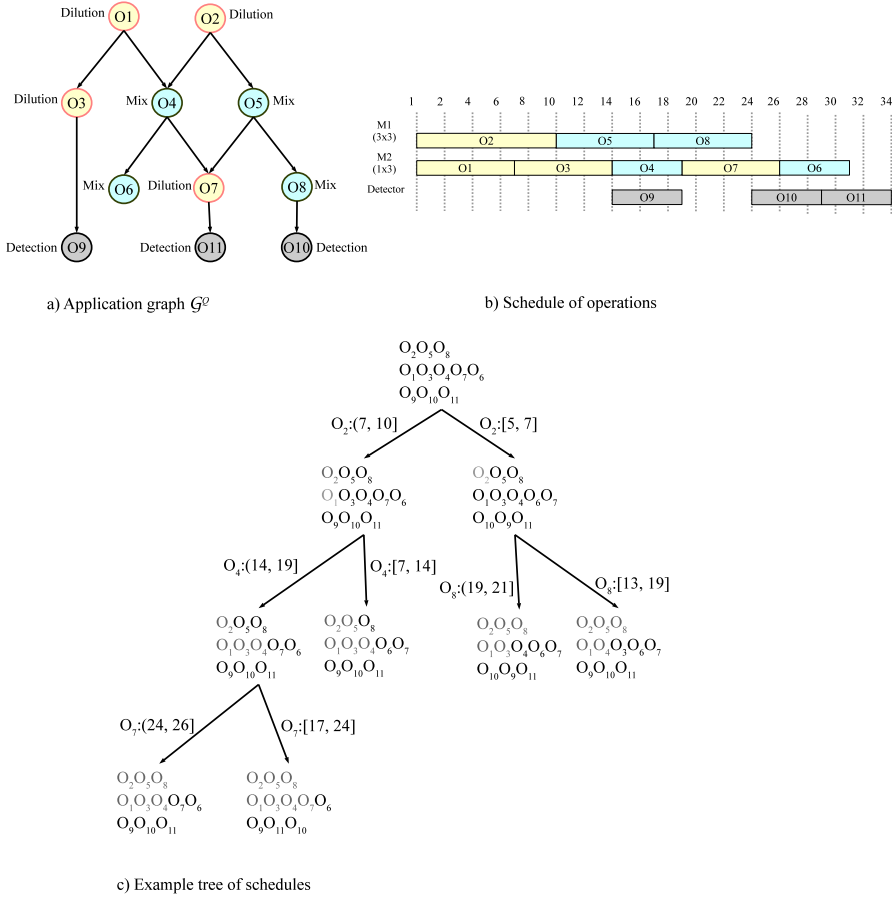 Dilution O1 O2 Dilution
Dilution O3 Mix O4 O5 Mix
Mix O6 Dilution O7 O8 Mix
Detection O9 Detection O11 O10 Detection
a) Application graph 𝒢^Q
1 2 4 6 8 10 12 14 16 18 19 20 22 24 26 28 30 32 34
M1
(3x3)
O2 O5 O8
M2
(1x3)
O1 O3 O4 O7 O6
Detector
O9 O10 O11
b) Schedule of operations
O₂O₅O₈
O₁O₃O₄O₇O₆
O₉O₁₀O₁₁
O₂:(7, 10] O₂:[5, 7]
O₂O₅O₈
O₁O₃O₄O₇O₆
O₉O₁₀O₁₁
O₂O₅O₈
O₁O₃O₄O₆O₇
O₁₀O₉O₁₁
O₄:(14, 19] O₄:[7, 14] O₈:(19, 21] O₈:[13, 19]
O₂O₅O₈
O₁O₃O₄O₇O₆
O₉O₁₀O₁₁
O₂O₅O₈
O₁O₃O₄O₆O₇
O₉O₁₀O₁₁
O₂O₅O₈
O₁O₃O₄O₆O₇
O₁₀O₉O₁₁
O₂O₅O₈
O₁O₄O₃O₆O₇
O₉O₁₀O₁₁
O₇:(24, 26] O₇:[17, 24]
O₂O₅O₈
O₁O₃O₄O₇O₆
O₉O₁₀O₁₁
O₂O₅O₈
O₁O₃O₄O₇O₆
O₉O₁₁O₁₀
c) Example tree of schedules